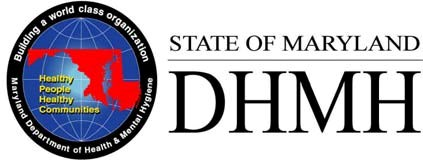 Building a world class organization
Healthy
People
Healthy
Communities
Maryland Department of Health & Mental Hygiene
STATE OF MARYLAND
DHMH